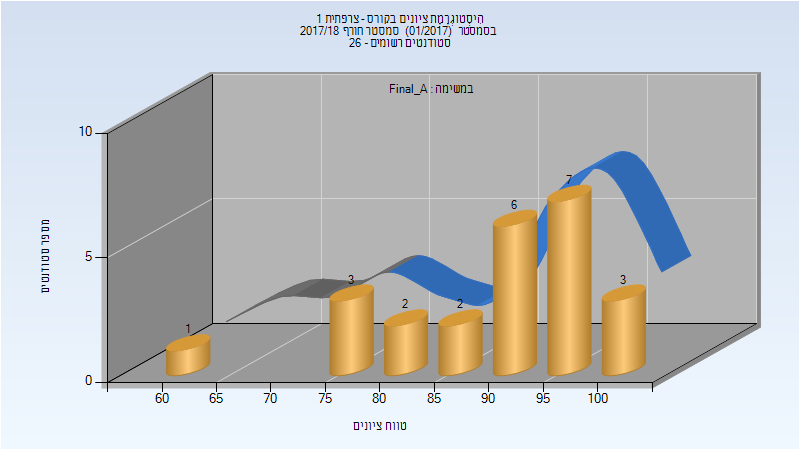 היסטוגרמת ציונים בקורס - צרפתית 1
בסמסטר (01/2017) סמסטר חורף 2017/18
סטודנטים רשומים - 26
במשימה : Final_A
מספר סטודנטים
10
5
0
1
3
2
2
6
7
3
60 65 70 75 80 85 90 95 100
טווח ציונים